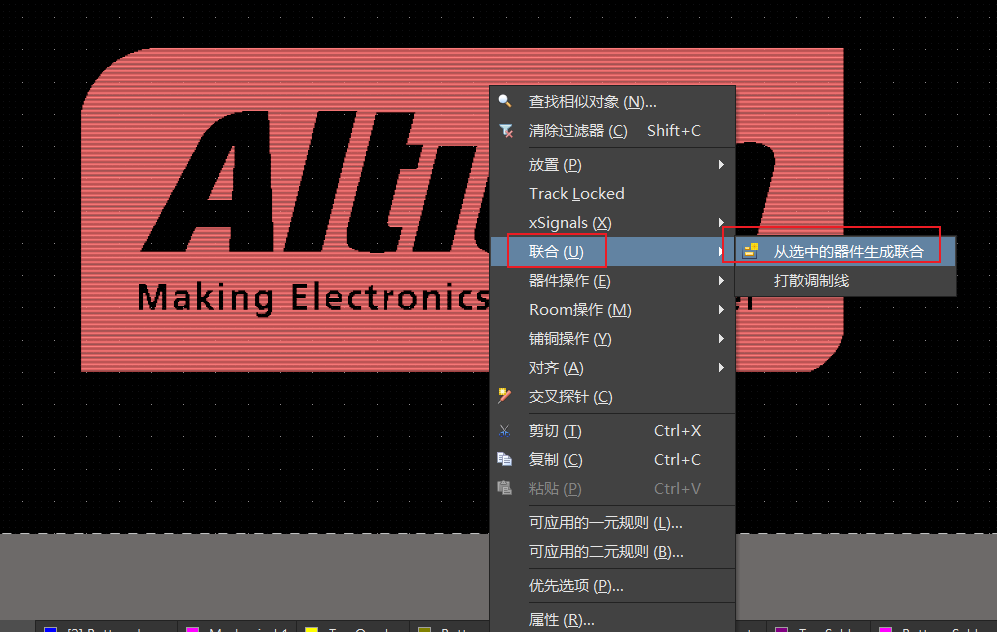 Making Electronics
查找相似对象 (N)...
清除过滤器 (C) Shift+C
放置 (P)
Track Locked
xSignals (X)
联合 (U)
从选中的器件生成联合
打散调制线
器件操作 (E)
Room操作 (M)
铺铜操作 (Y)
对齐 (A)
交叉探针 (C)
剪切 (T) Ctrl+X
复制 (C) Ctrl+C
粘贴 (P) Ctrl+V
可应用的一元规则 (L)...
可应用的二元规则 (B)...
优先选项 (P)...
属性 (R)...